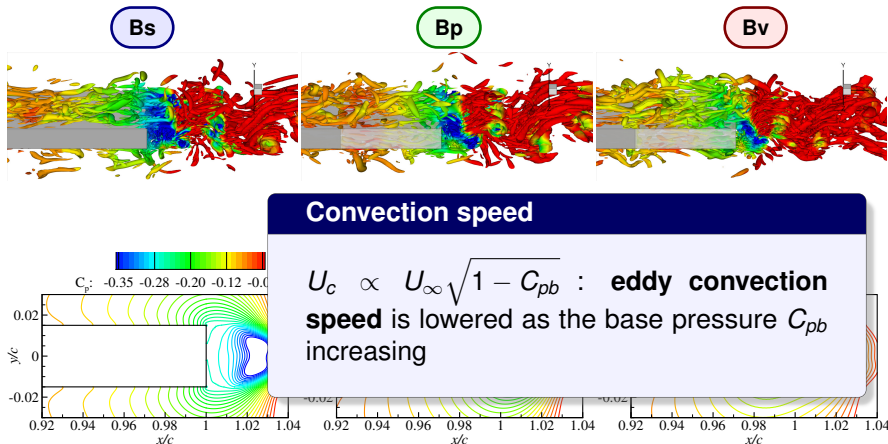 Bs Bp Bv
Y Y Y
Convection speed
U_c ∝ U_∞√(1 − C_pb) : eddy convection
speed is lowered as the base pressure C_pb
increasing
C_p: -0.35 -0.28 -0.20 -0.12 -0.0
y/c
0.02
0
-0.02
0.92 0.94 0.96 0.98 1 1.02 1.04 0.92 0.94 0.96 0.98 1 1.02 1.04 0.92 0.94 0.96 0.98 1 1.02 1.04
x/c x/c x/c